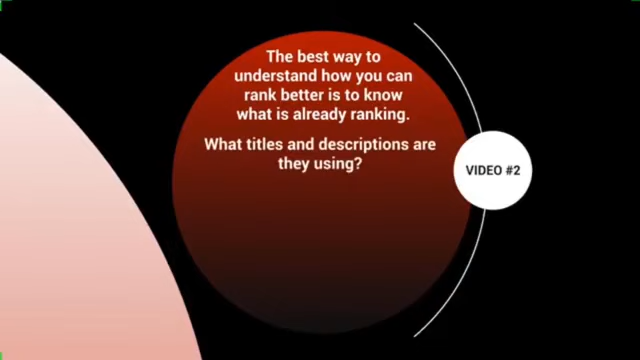 The best way to
understand how you can
rank better is to know
what is already ranking.
What titles and descriptions are
they using?
VIDEO #2